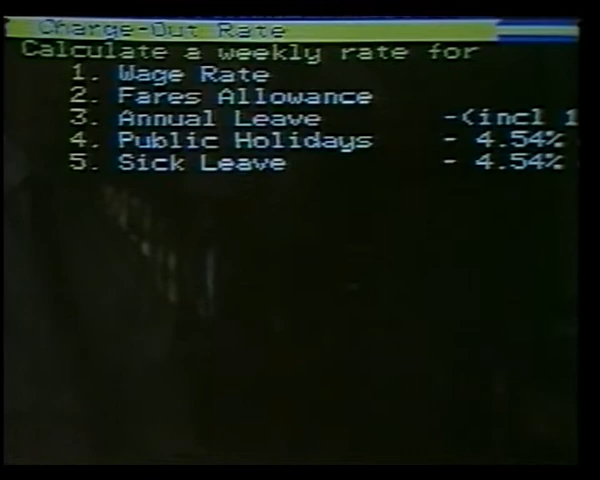 Charge-Out Rate
Calculate a weekly rate for
1. Wage Rate
2. Fares Allowance
3. Annual Leave -(incl 1
4. Public Holidays - 4.54%
5. Sick Leave - 4.54%